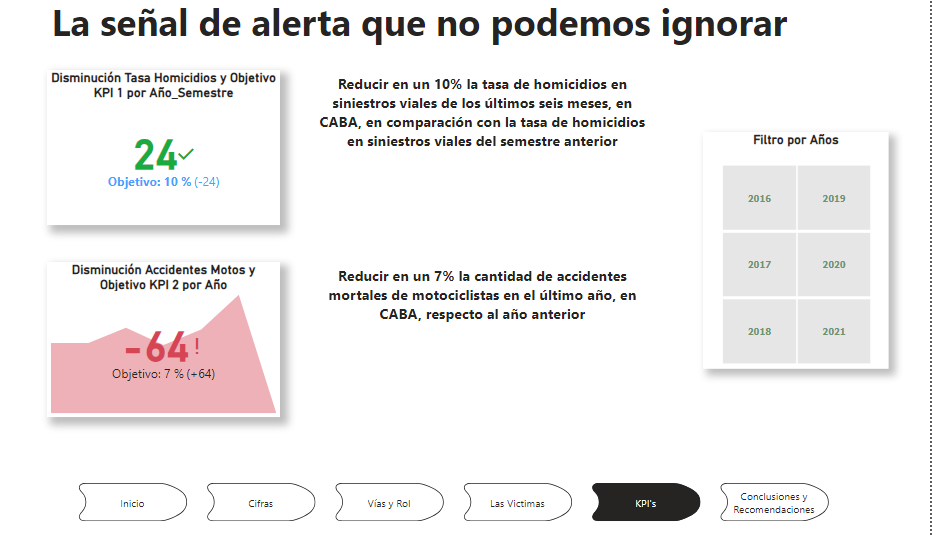 La señal de alerta que no podemos ignorar
Disminución Tasa Homicidios y Objetivo
KPI 1 por Año_Semestre
24
Objetivo: 10 % (-24)
Reducir en un 10% la tasa de homicidios en
siniestros viales de los últimos seis meses, en
CABA, en comparación con la tasa de homicidios
en siniestros viales del semestre anterior
Disminución Accidentes Motos y
Objetivo KPI 2 por Año
-64!
Objetivo: 7 % (+64)
Reducir en un 7% la cantidad de accidentes
mortales de motociclistas en el último año, en
CABA, respecto al año anterior
Filtro por Años
2016 2019
2017 2020
2018 2021
Inicio
Cifras
Vías y Rol
Las Victimas
KPI's
Conclusiones y
Recomendaciones